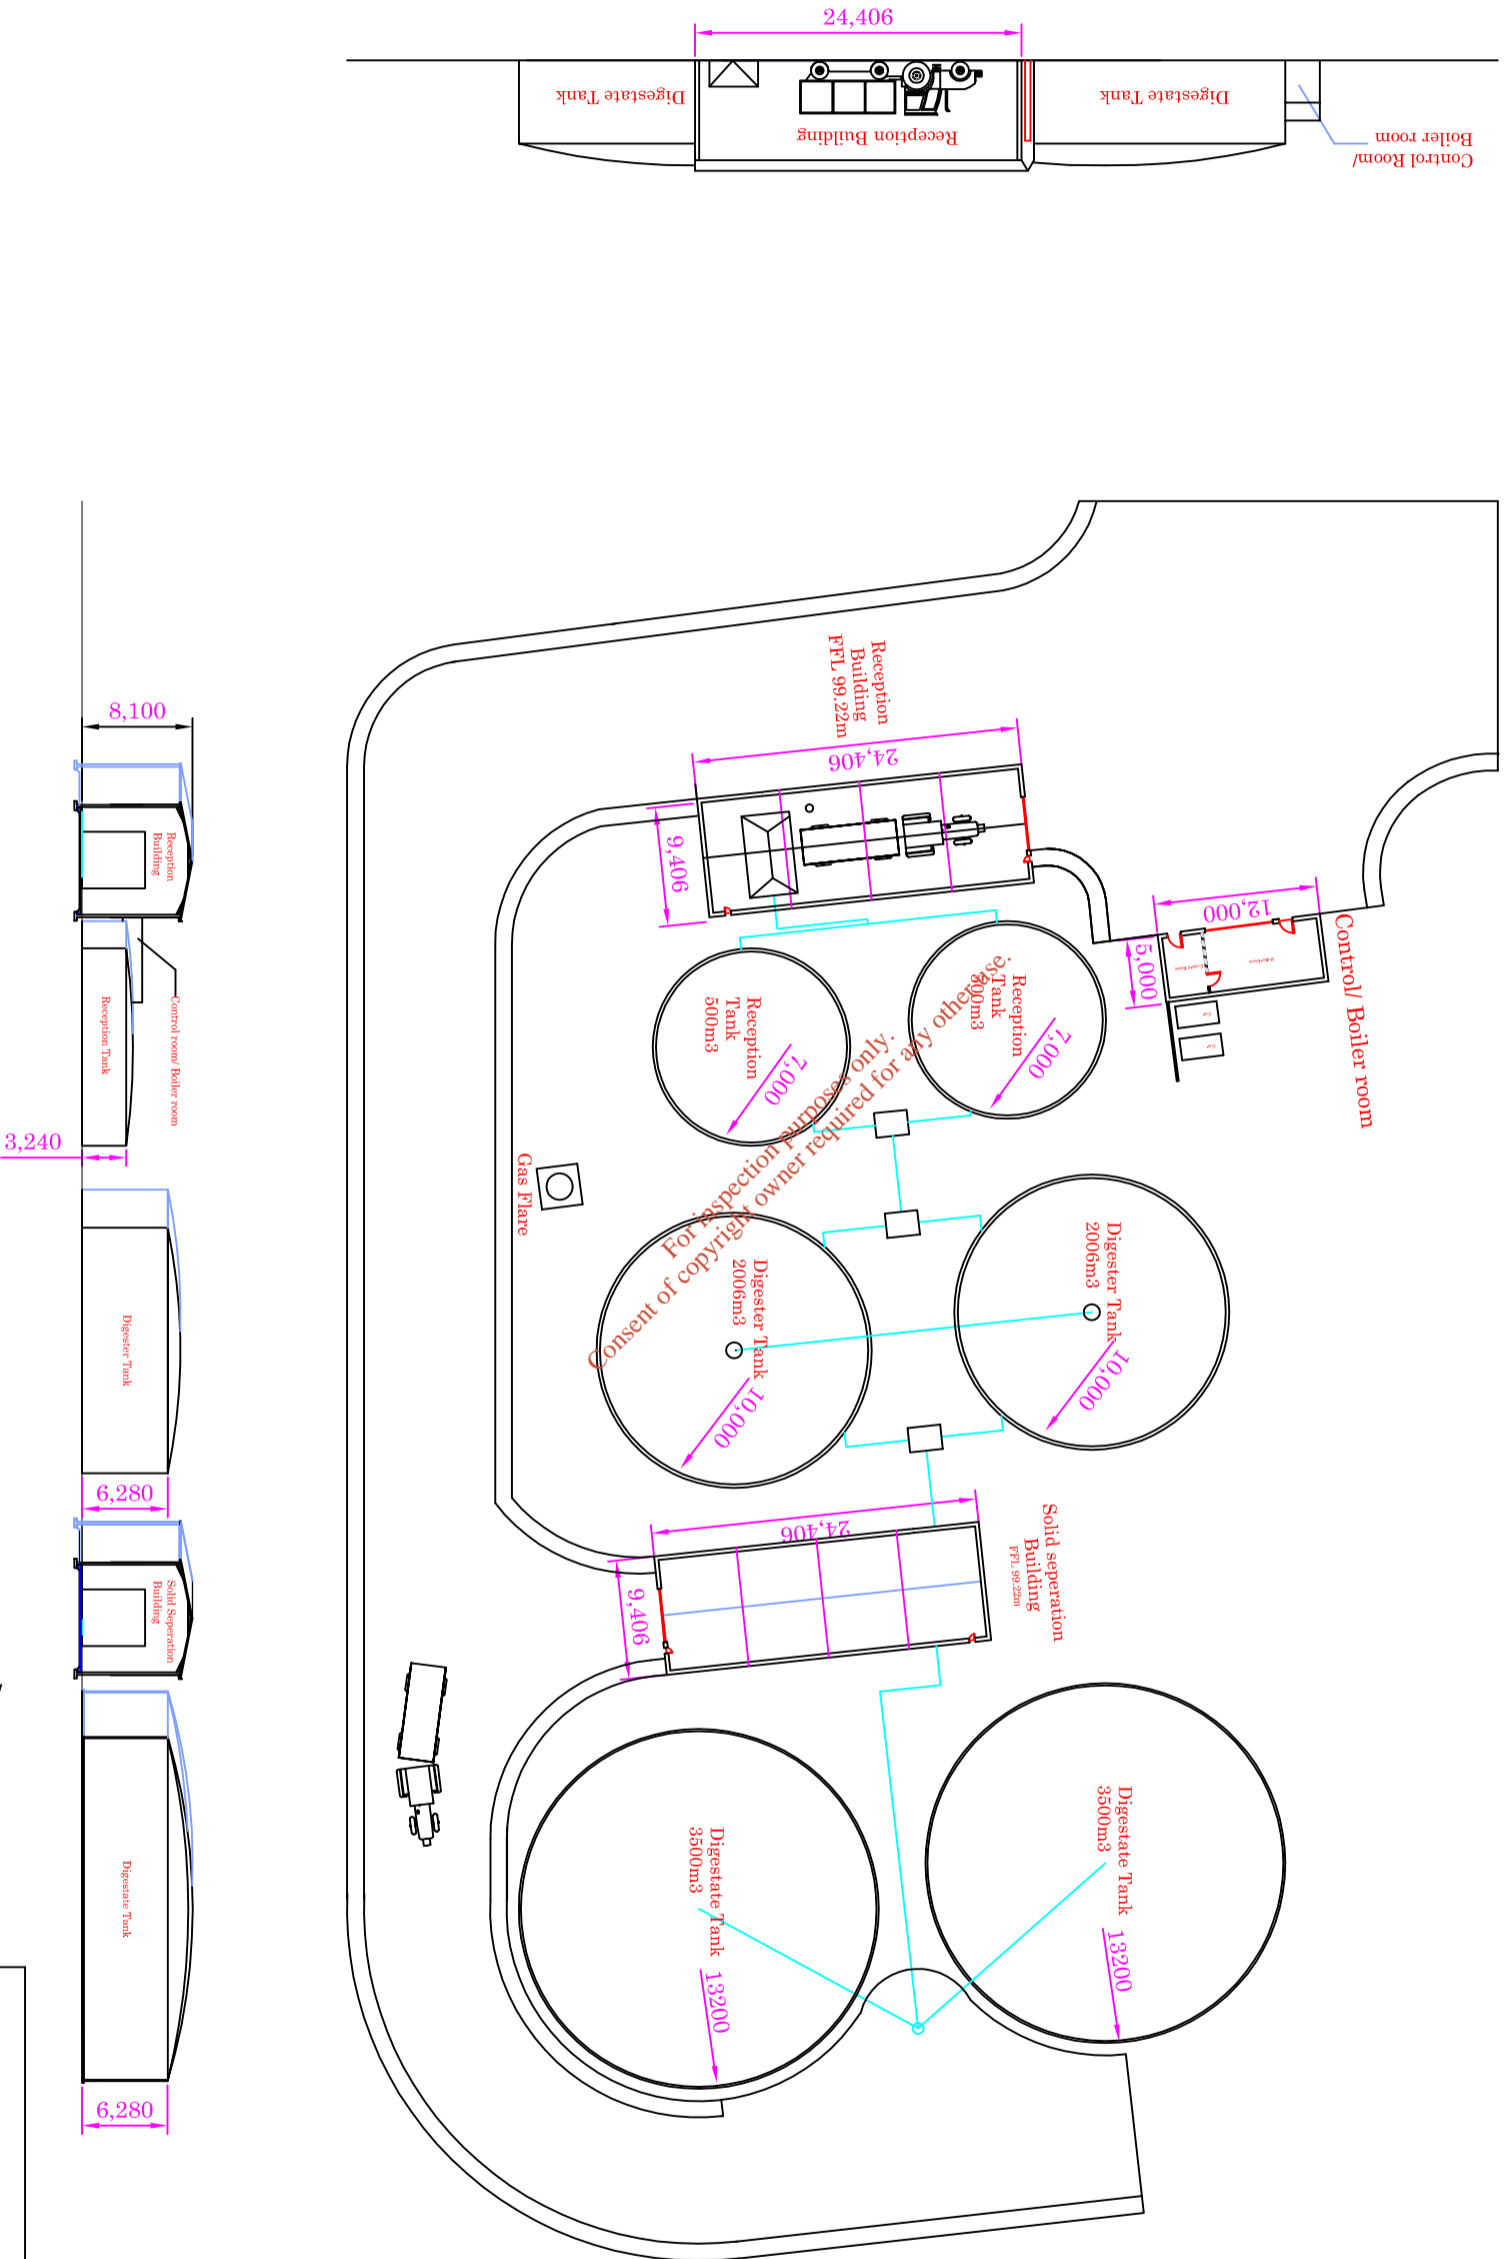 24,406
Digestate Tank
Reception Building
Digestate Tank
Control Room/
Boiler room
Reception
Building
FFL 99.22m
24,406
9,406
12,000
5,000
Control/ Boiler room
Reception
Tank
500m3
7,000
Reception
Tank
7,000
Gas Flare
Digester Tank
2006m3
10,000
Digester Tank
2006m3
10,000
Solid seperation
Building
FFL 99.22m
24,406
9,406
Digestate Tank
3500m3
13200
Digestate Tank
3500m3
13200
8,100
Reception
Building
Control room/ Boiler room
Reception Tank
3,240
Digester Tank
6,280
Solid Seperation
Building
Digestate Tank
6,280
For inspection purposes only.
Consent of copyright owner required for any other use.